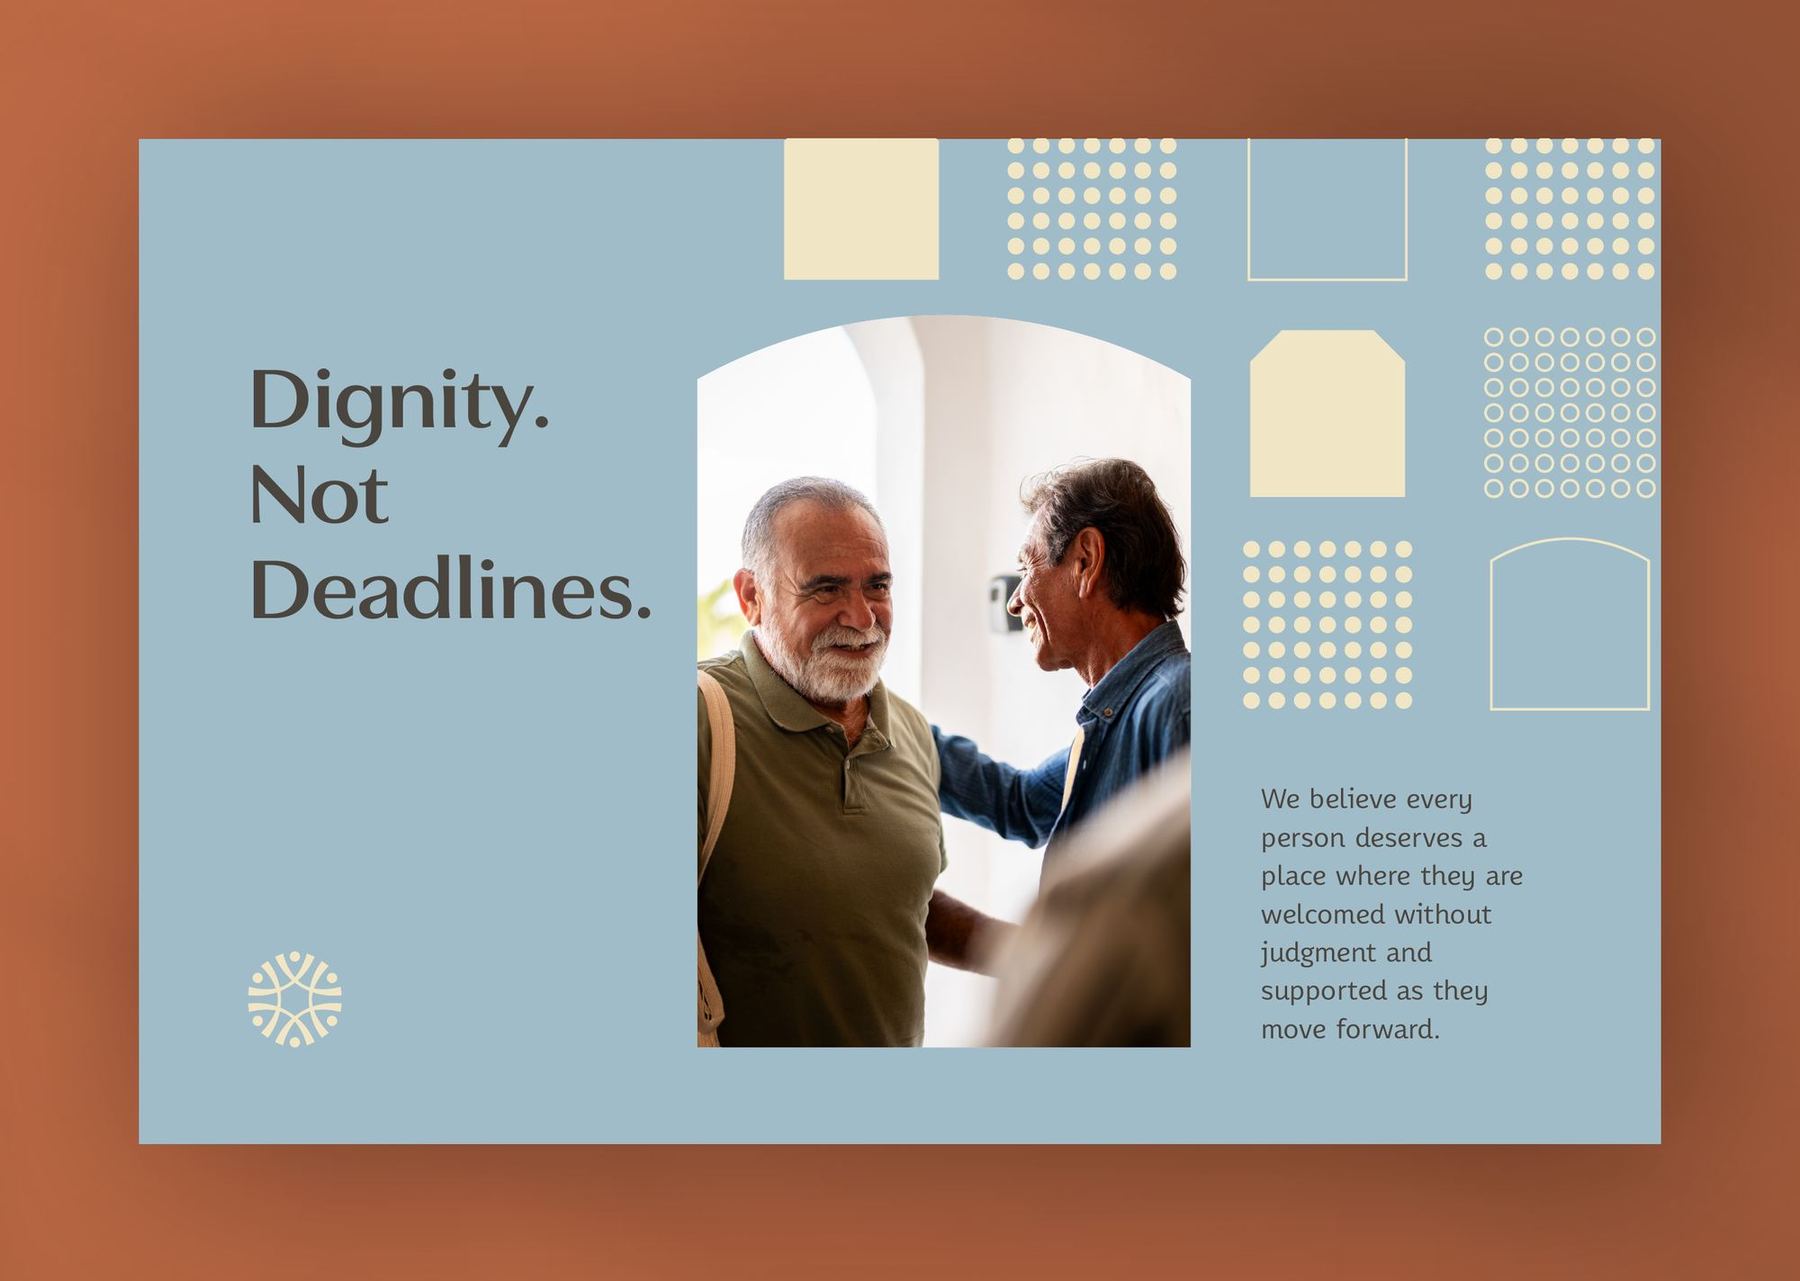 Dignity.
Not
Deadlines.
We believe every
person deserves a
place where they are
welcomed without
judgment and
supported as they
move forward.